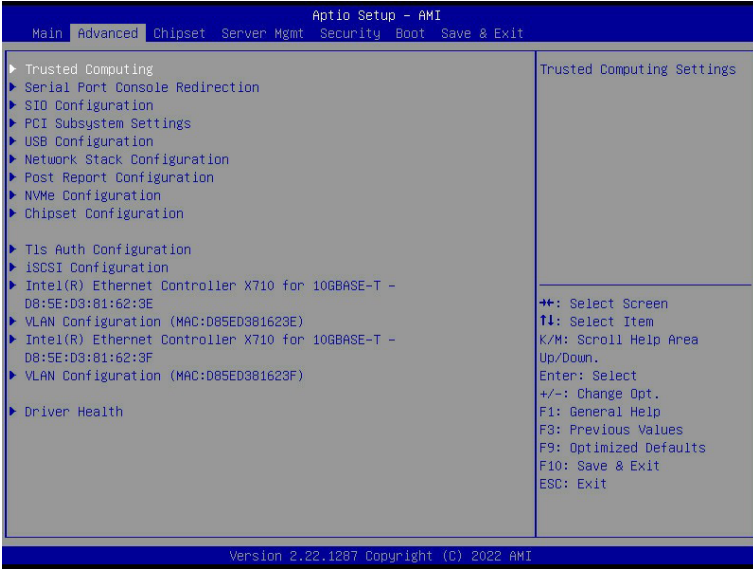 Aptio Setup – AMI
Main Advanced Chipset Server Mgmt Security Boot Save & Exit
Trusted Computing
Serial Port Console Redirection
SIO Configuration
PCI Subsystem Settings
USB Configuration
Network Stack Configuration
Post Report Configuration
NVMe Configuration
Chipset Configuration
Tls Auth Configuration
iSCSI Configuration
Intel(R) Ethernet Controller X710 for 10GBASE-T –
D8:5E:D3:81:62:3E
VLAN Configuration (MAC:D85ED381623E)
Intel(R) Ethernet Controller X710 for 10GBASE-T –
D8:5E:D3:81:62:3F
VLAN Configuration (MAC:D85ED381623F)
Driver Health
Trusted Computing Settings
→←: Select Screen
↑↓: Select Item
K/M: Scroll Help Area
Up/Down.
Enter: Select
+/-: Change Opt.
F1: General Help
F3: Previous Values
F9: Optimized Defaults
F10: Save & Exit
ESC: Exit
Version 2.22.1287 Copyright (C) 2022 AMI